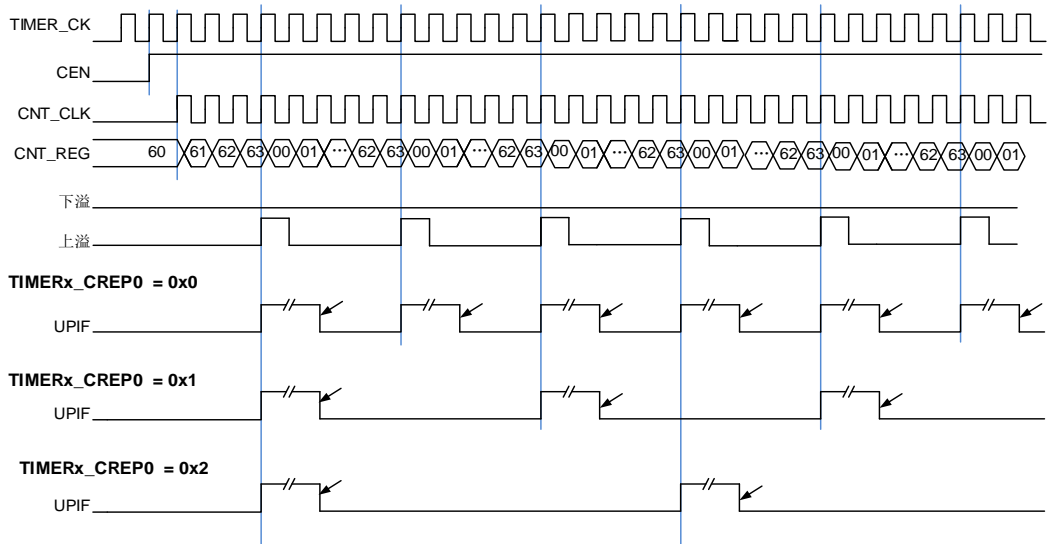 TIMER_CK
CEN
CNT_CLK
CNT_REG 60 61 62 63 00 01 ... 62 63 00 01 ... 62 63 00 01 ... 62 63 00 01 ... 62 63 00 01 ... 62 63 00 01
下溢
上溢
TIMERx_CREP0 = 0x0
UPIF
TIMERx_CREP0 = 0x1
UPIF
TIMERx_CREP0 = 0x2
UPIF